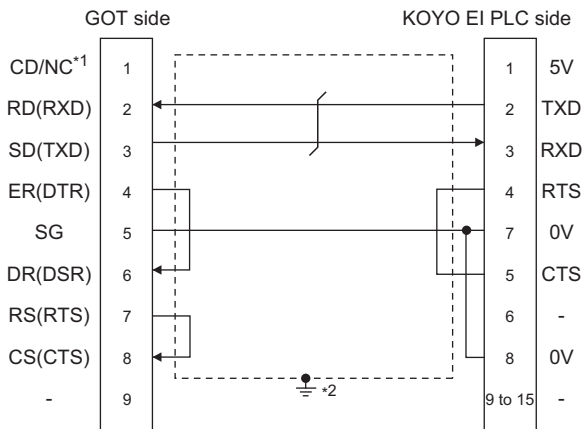 GOT side KOYO EI PLC side
CD/NC*1 1 1 5V
RD(RXD) 2 2 TXD
SD(TXD) 3 3 RXD
ER(DTR) 4 4 RTS
SG 5 7 0V
DR(DSR) 6 5 CTS
RS(RTS) 7 6 -
CS(CTS) 8 8 0V
*2
- 9 9 to 15 -